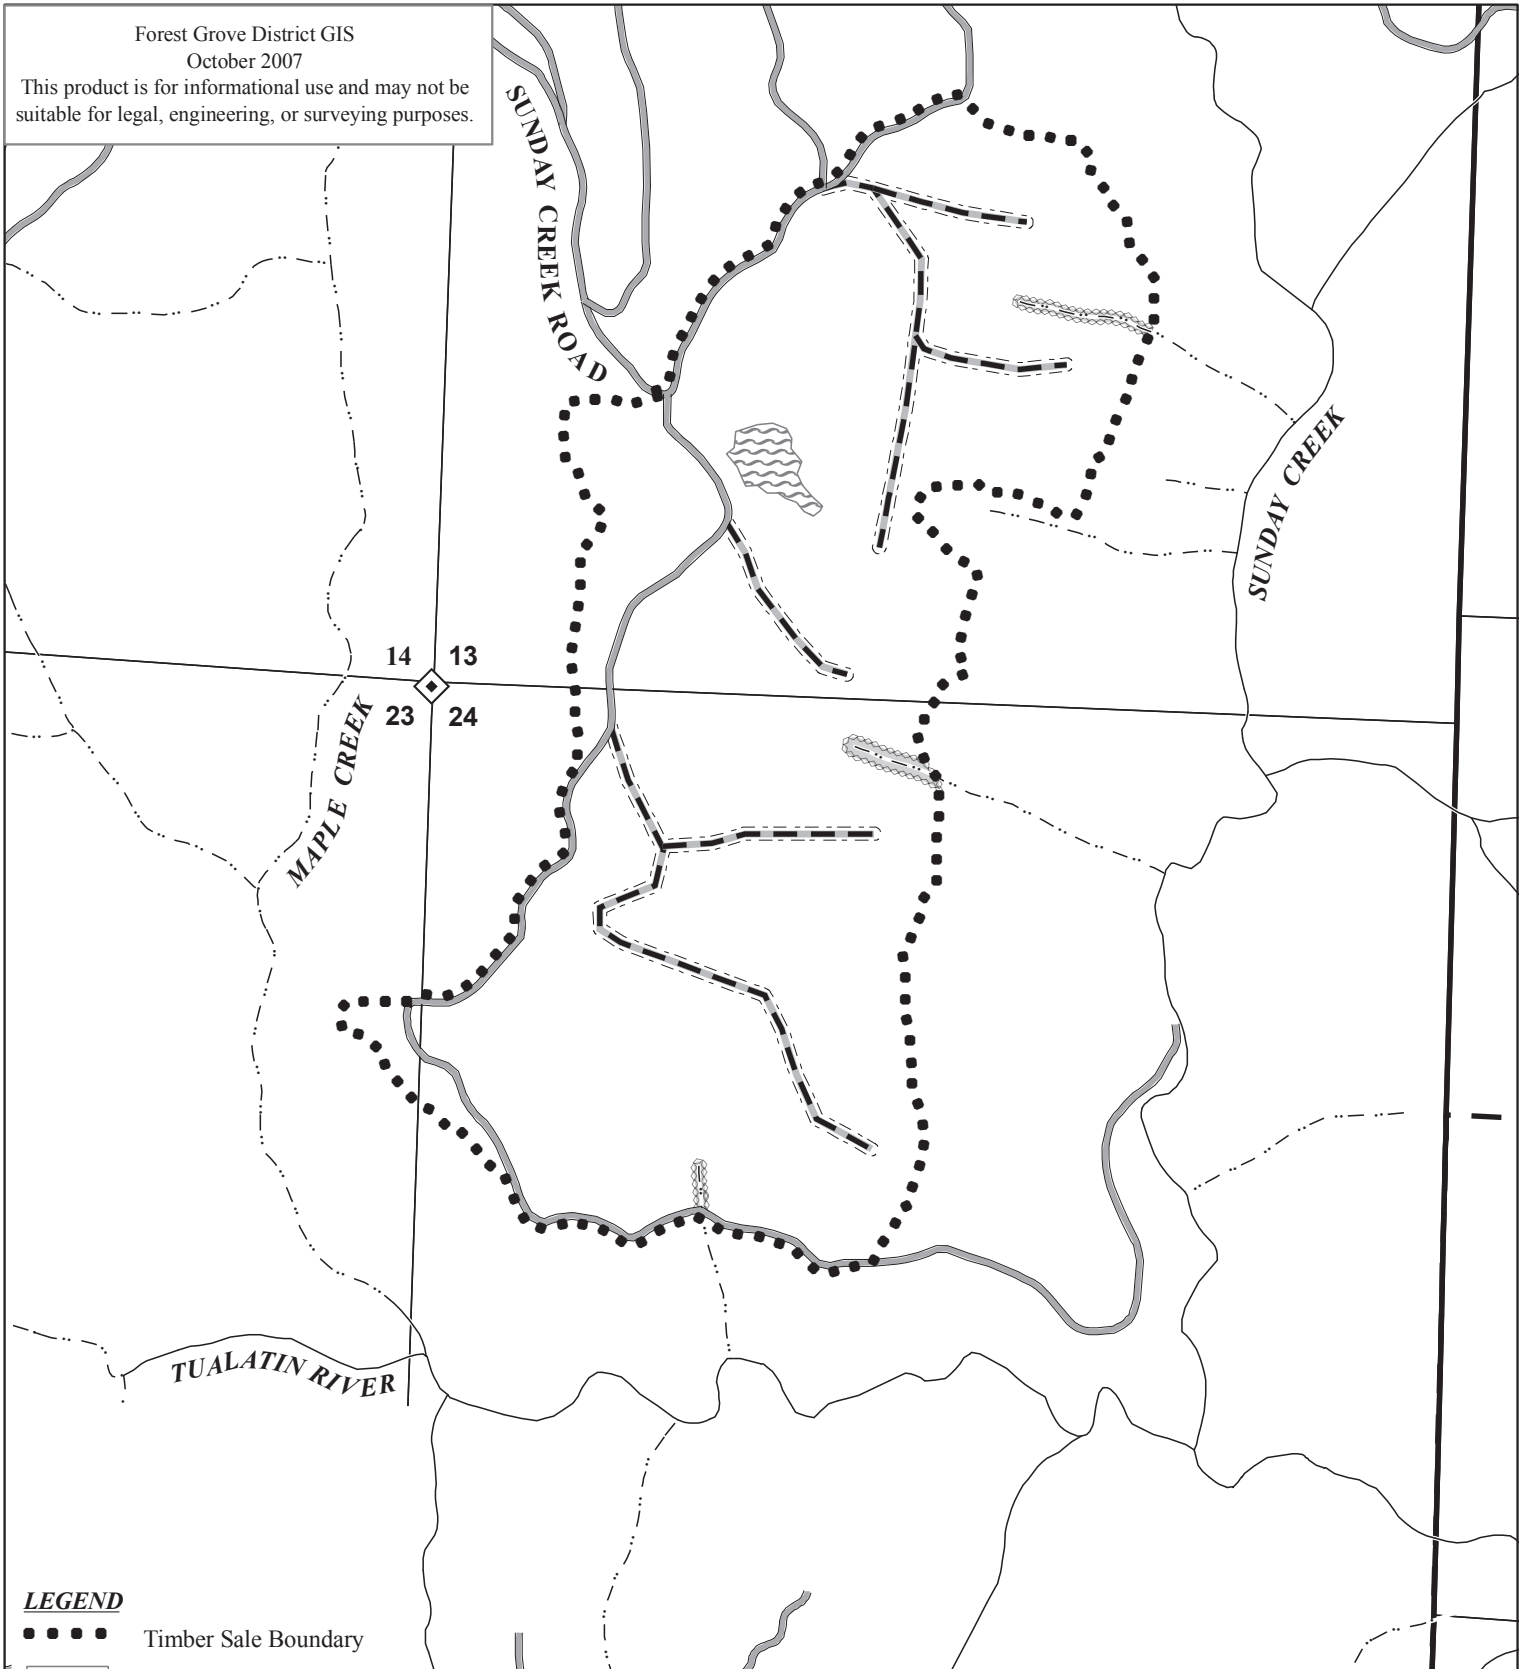 Forest Grove District GIS
October 2007
This product is for informational use and may not be
suitable for legal, engineering, or surveying purposes.
SUNDAY CREEK ROAD
SUNDAY CREEK
14 13
23 24
MAPLE CREEK
TUALATIN RIVER
LEGEND
Timber Sale Boundary